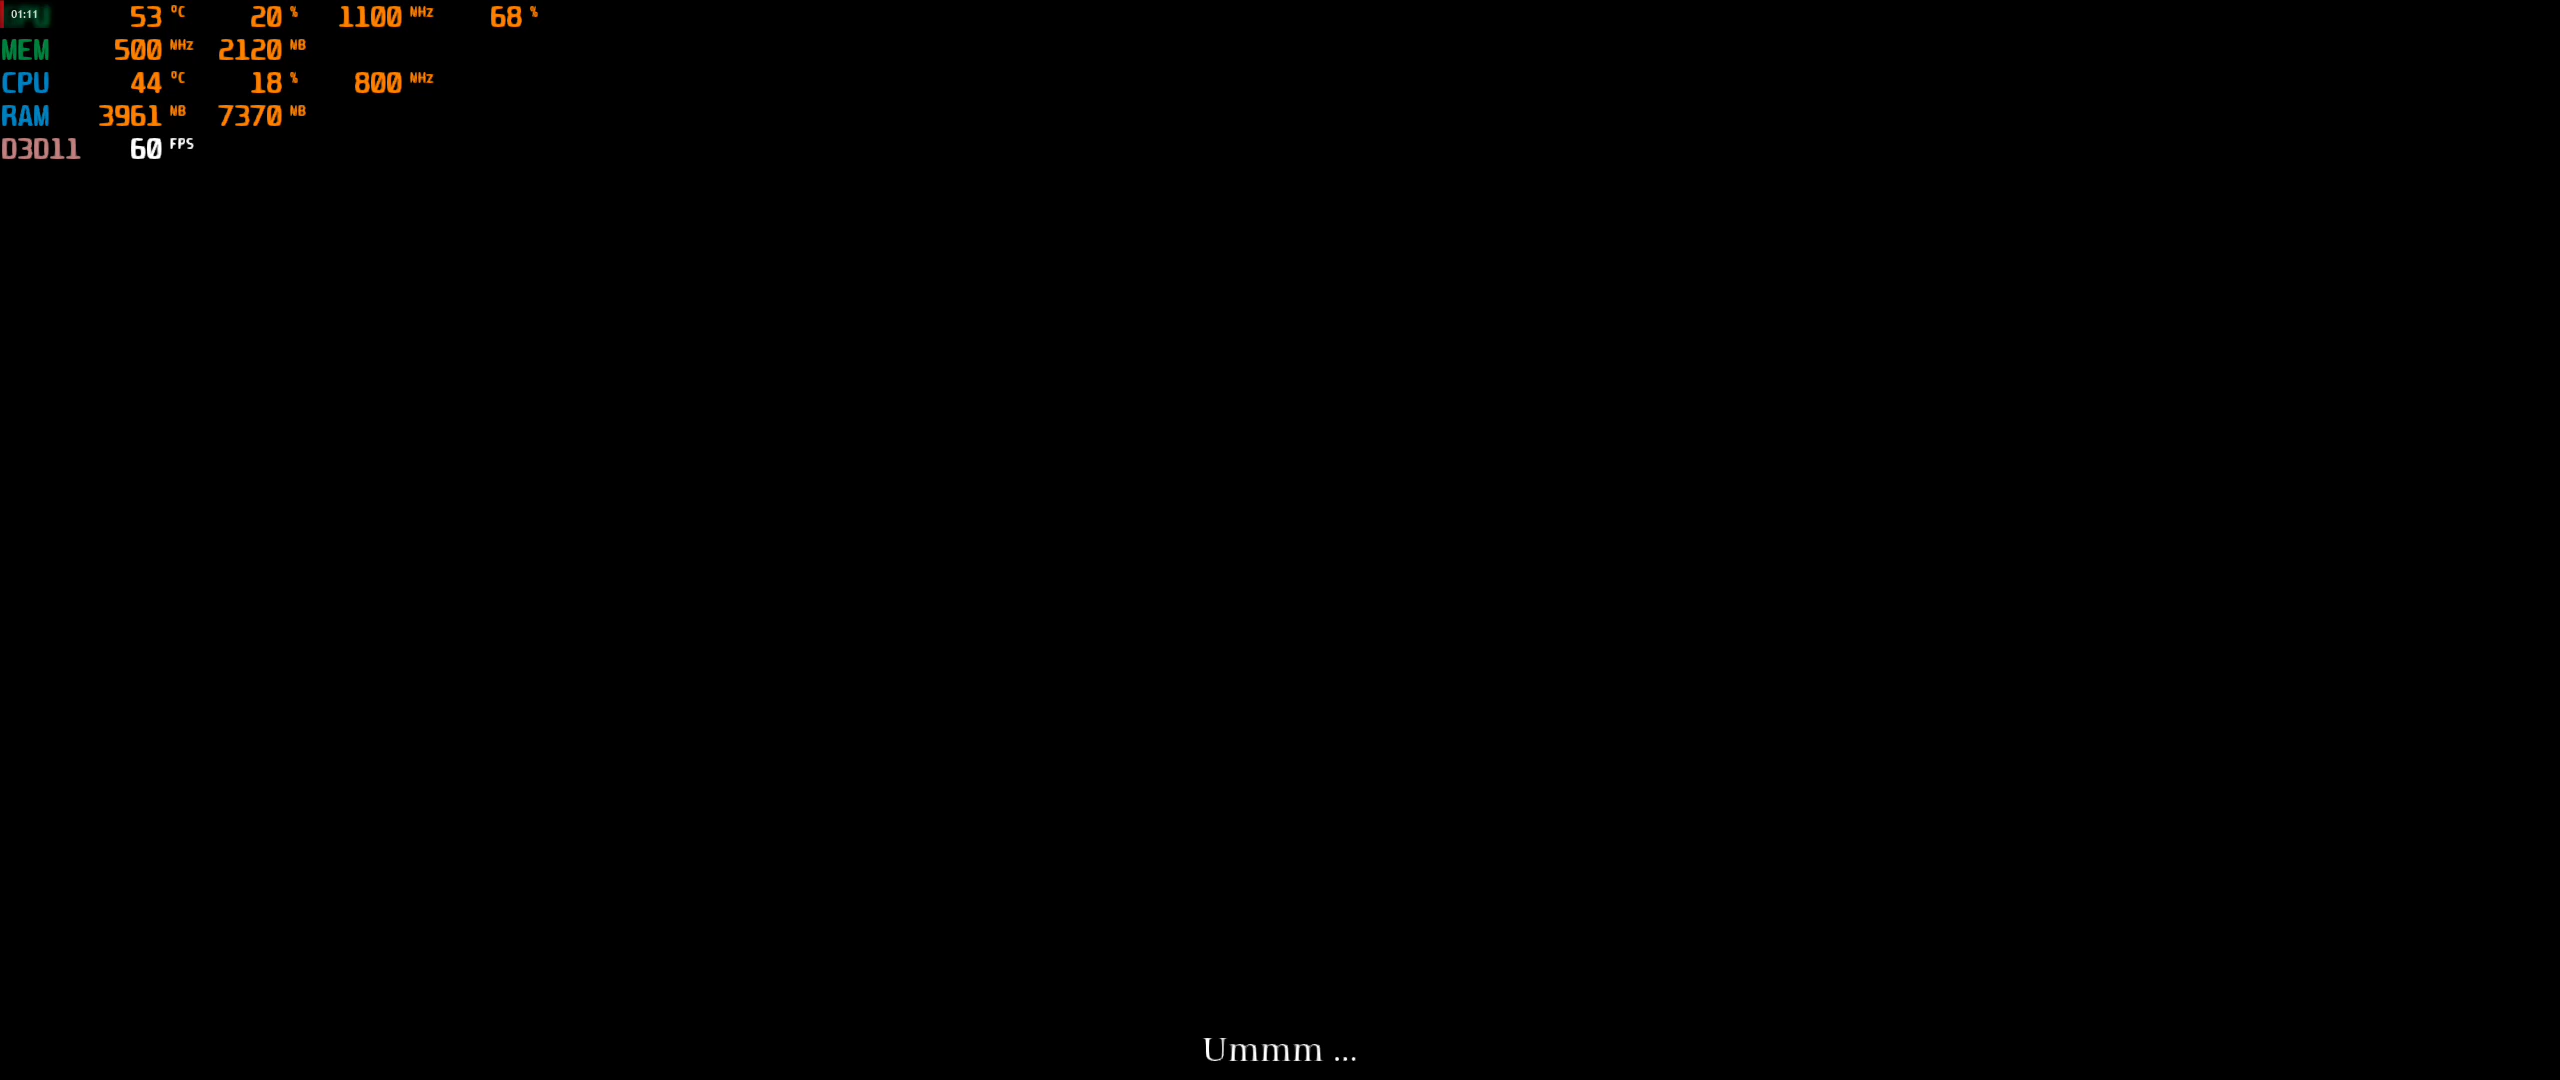 01:11 53 °C 20 % 1100 MHz 68 %
MEM 500 MHz 2120 MB
CPU 44 °C 18 % 800 MHz
RAM 3961 MB 7370 MB
D3D11 60 FPS
Ummm ...